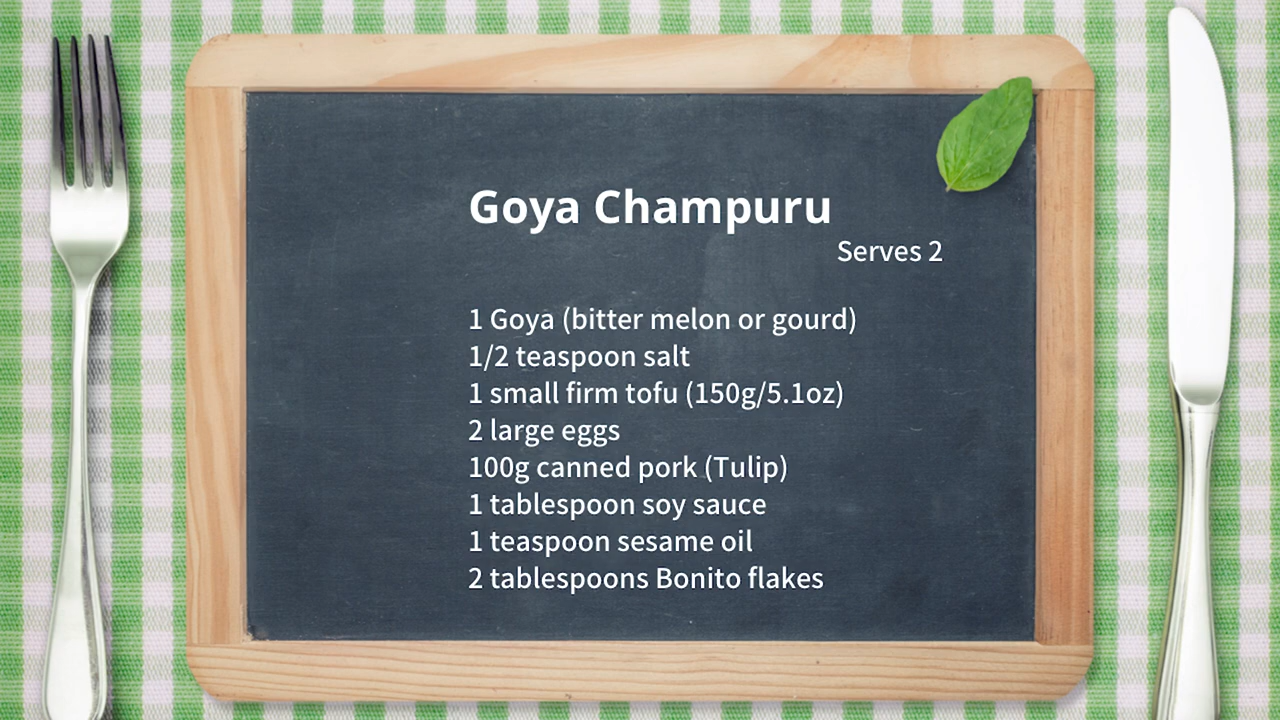 Goya Champuru
Serves 2
1 Goya (bitter melon or gourd)
1/2 teaspoon salt
1 small firm tofu (150g/5.1oz)
2 large eggs
100g canned pork (Tulip)
1 tablespoon soy sauce
1 teaspoon sesame oil
2 tablespoons Bonito flakes